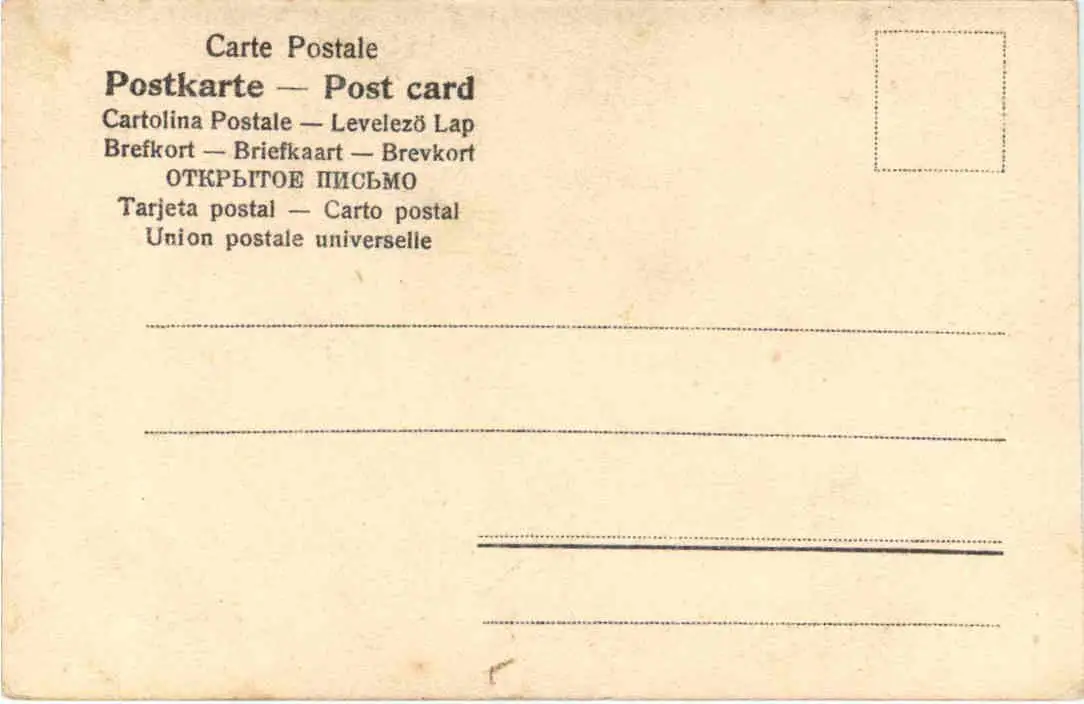 Carte Postale
Postkarte — Post card
Cartolina Postale — Levelező Lap
Brefkort — Briefkaart — Brevkort
ОТКРЫТОЕ ПИСЬМО
Tarjeta postal — Carto postal
Union postale universelle